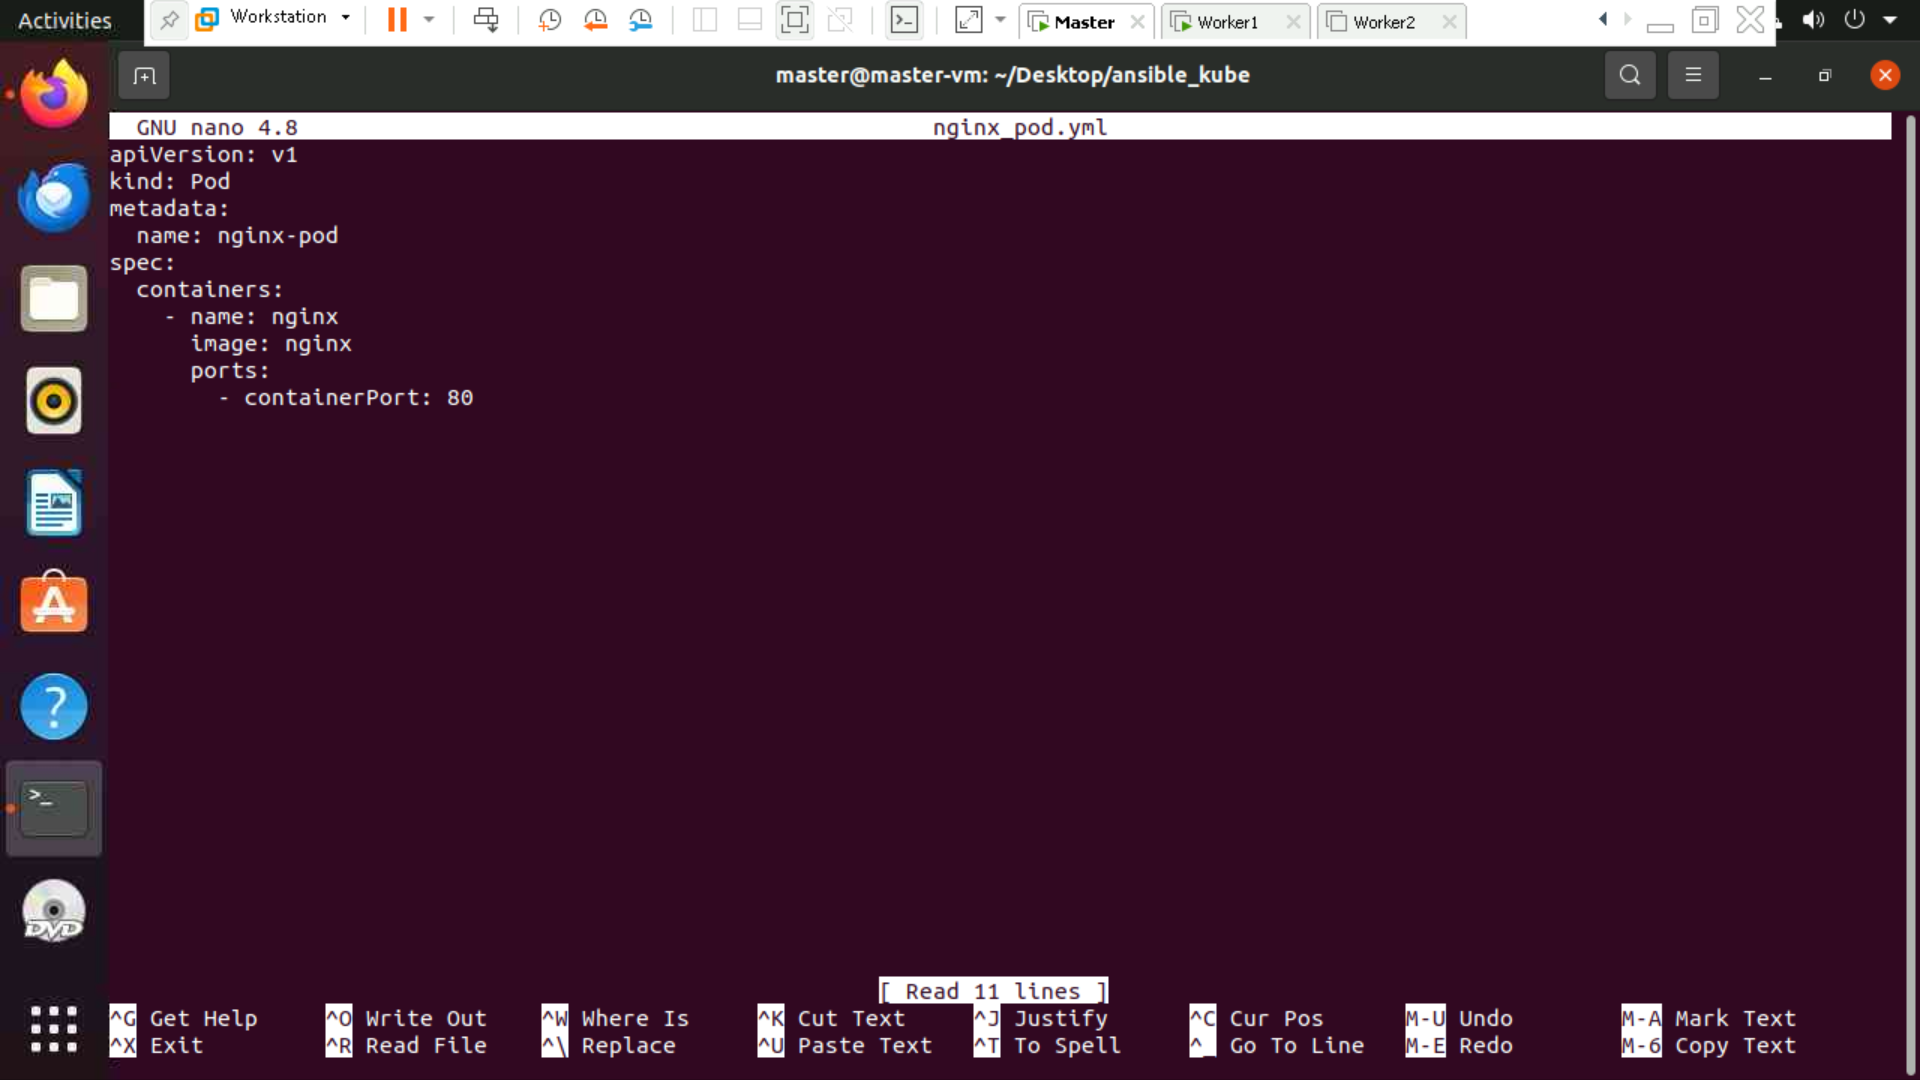 Activities
Workstation
Master
Worker1
Worker2
master@master-vm: ~/Desktop/ansible_kube
GNU nano 4.8
nginx_pod.yml
apiVersion: v1
kind: Pod
metadata:
  name: nginx-pod
spec:
  containers:
    - name: nginx
      image: nginx
      ports:
        - containerPort: 80
[ Read 11 lines ]
^G Get Help ^O Write Out ^W Where Is ^K Cut Text ^J Justify ^C Cur Pos M-U Undo M-A Mark Text
^X Exit ^R Read File ^\ Replace ^U Paste Text ^T To Spell ^_ Go To Line M-E Redo M-6 Copy Text
DVD